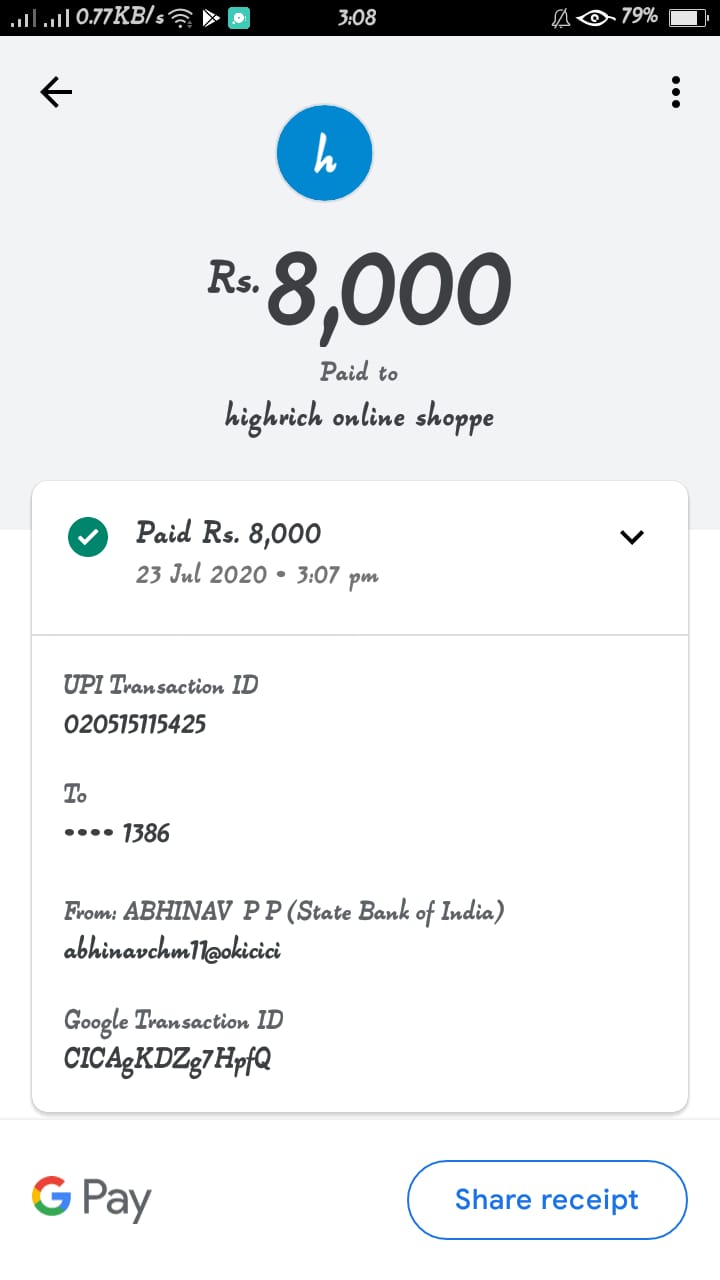 0.77KB/s 3:08 79%
h
Rs. 8,000
Paid to
highrich online shoppe
Paid Rs. 8,000
23 Jul 2020 • 3:07 pm
UPI Transaction ID
020515115425
To
•••• 1386
From: ABHINAV P P (State Bank of India)
abhinavchm11@okicici
Google Transaction ID
CICAgKDZg7HpfQ
G Pay
Share receipt